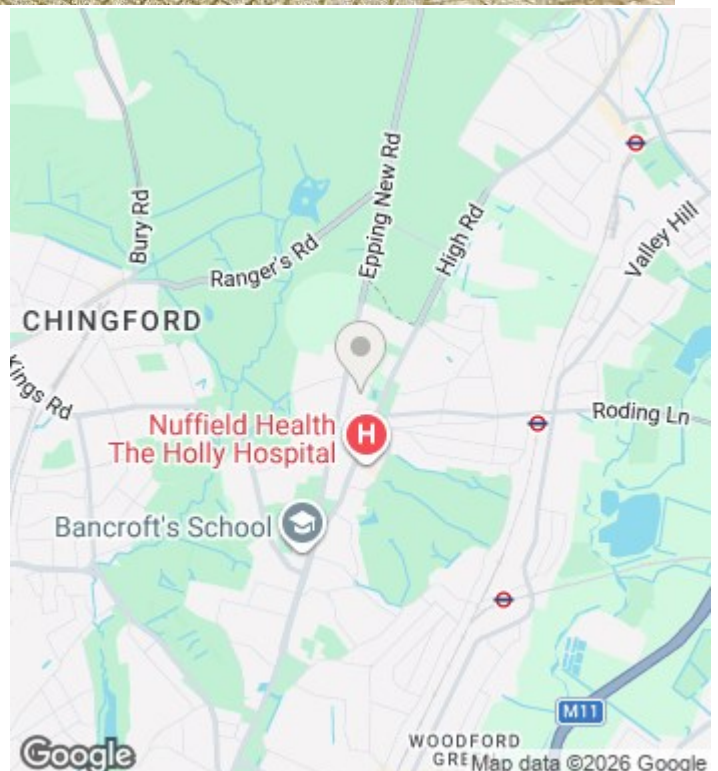 Bury Rd
Epping New Rd
High Rd
Ranger's Rd
Valley Hill
CHINGFORD
Kings Rd
Roding Ln
Nuffield Health
The Holly Hospital
H
Bancroft's School
M11
WOODFORD
GREEN
Google
Map data ©2026 Google